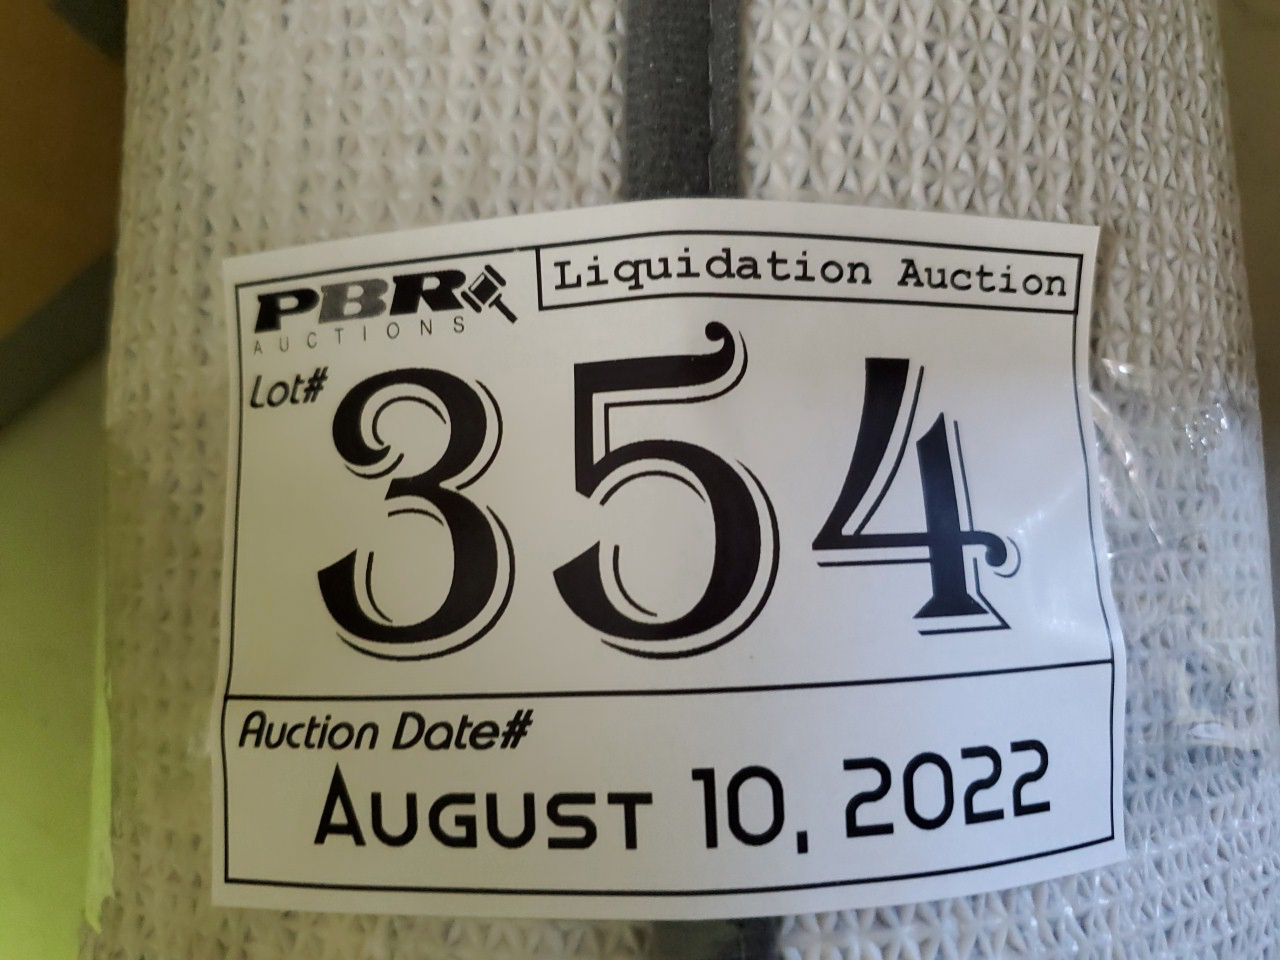 PBR
AUCTIONS
Liquidation Auction
Lot#
354
Auction Date#
August 10, 2022